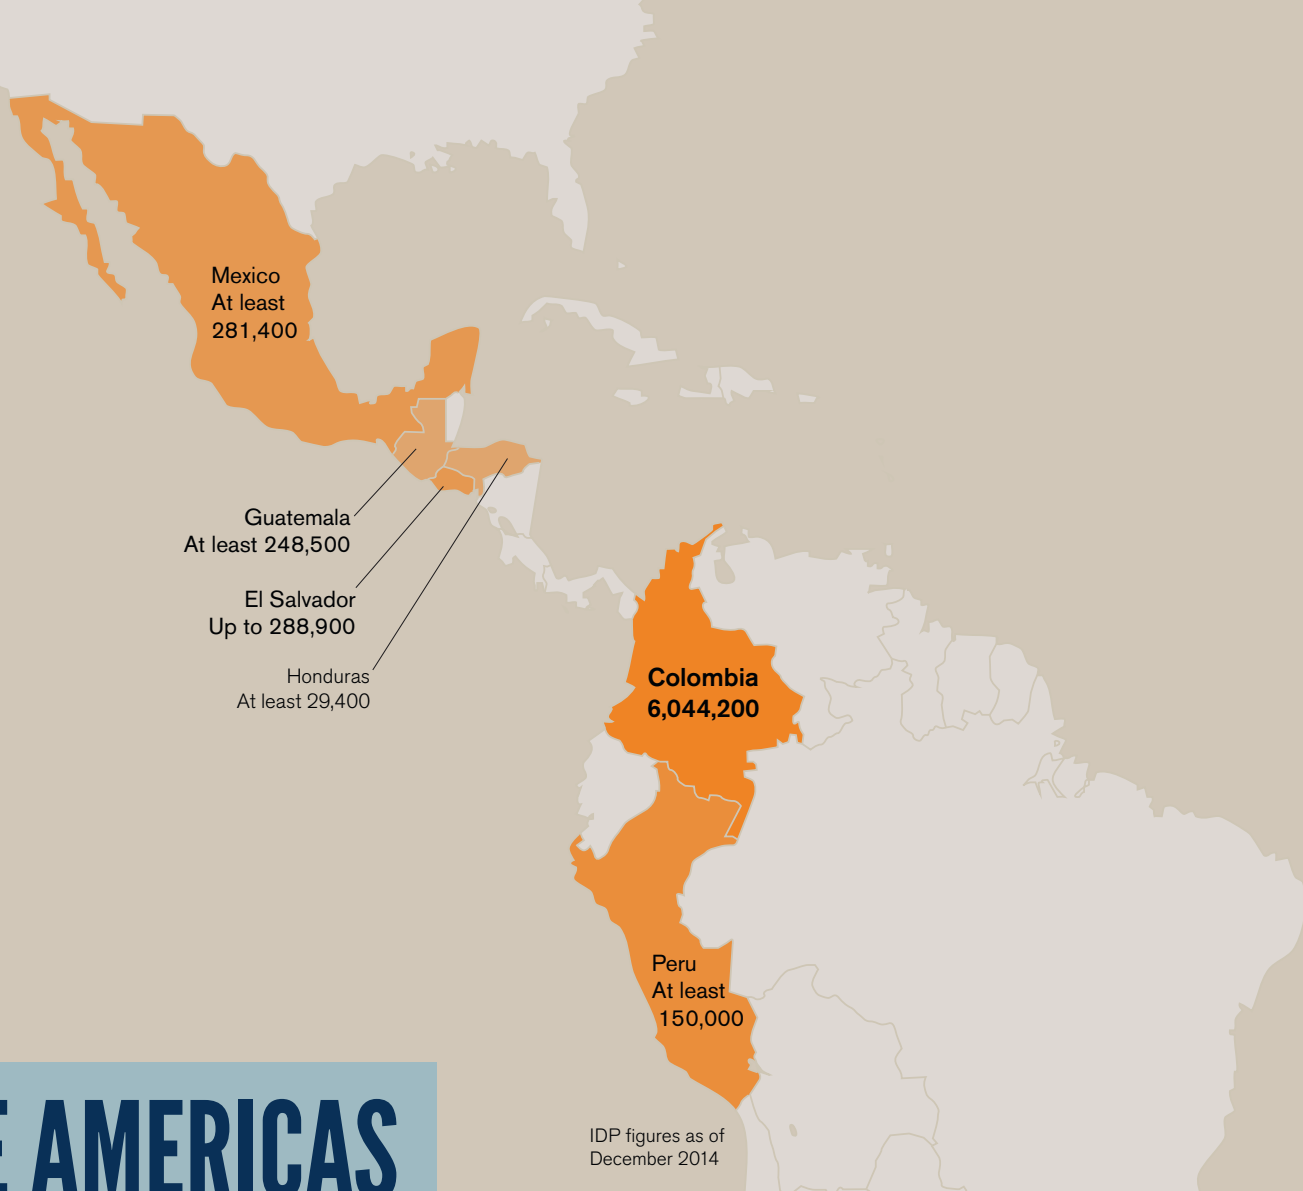 Mexico
At least
281,400
Guatemala
At least 248,500
El Salvador
Up to 288,900
Honduras
At least 29,400
Colombia
6,044,200
Peru
At least
150,000
IDP figures as of
December 2014
E AMERICAS